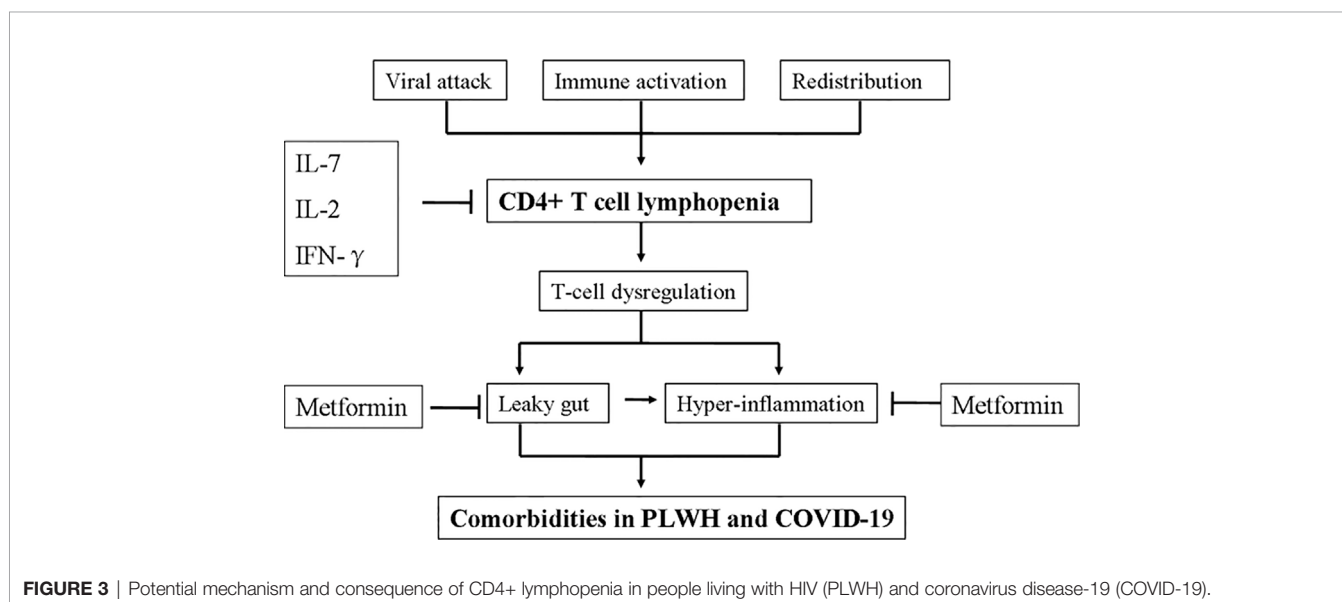 Viral attack
Immune activation
Redistribution
IL-7
IL-2
IFN- γ
CD4+ T cell lymphopenia
T-cell dysregulation
Metformin
Leaky gut
Hyper-inflammation
Metformin
Comorbidities in PLWH and COVID-19
FIGURE 3 | Potential mechanism and consequence of CD4+ lymphopenia in people living with HIV (PLWH) and coronavirus disease-19 (COVID-19).